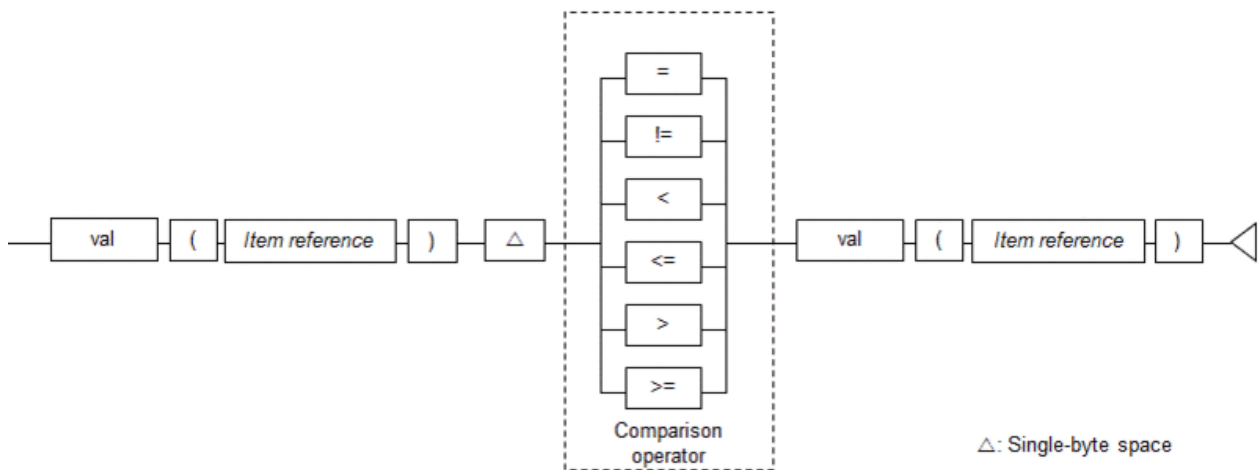 =
!=
<
val ( Item reference ) △ <= val ( Item reference )
>
>=
Comparison
operator
△: Single-byte space